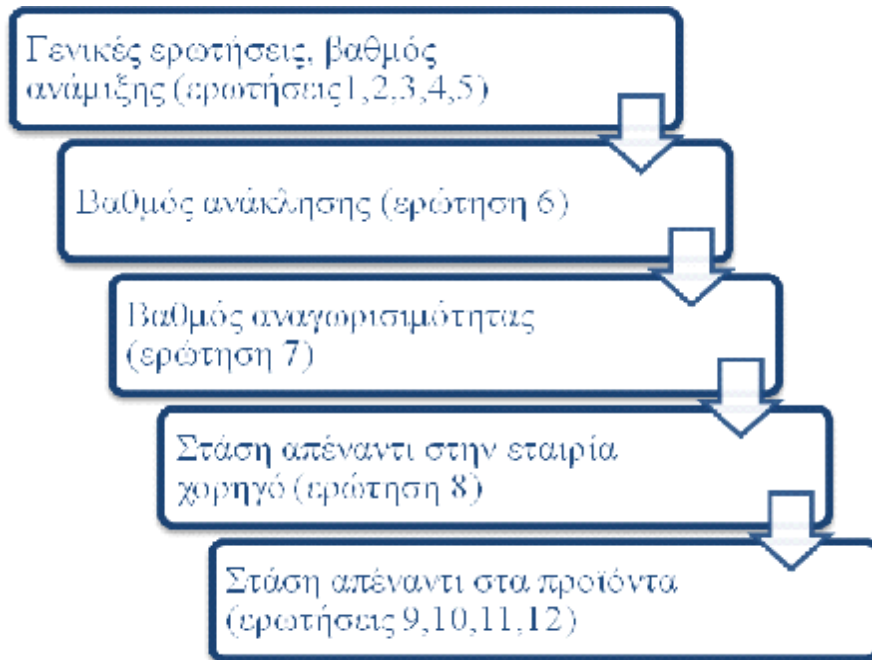 Γενικές ερωτήσεις, βαθμός
ανάμιξης (ερωτήσεις1,2,3,4,5)
Βαθμός ανάκλησης (ερώτηση 6)
Βαθμός αναγωρισιμότητας
(ερώτηση 7)
Στάση απέναντι στην εταιρία
χορηγό (ερώτηση 8)
Στάση απέναντι στα προϊόντα
(ερωτήσεις 9,10,11,12)